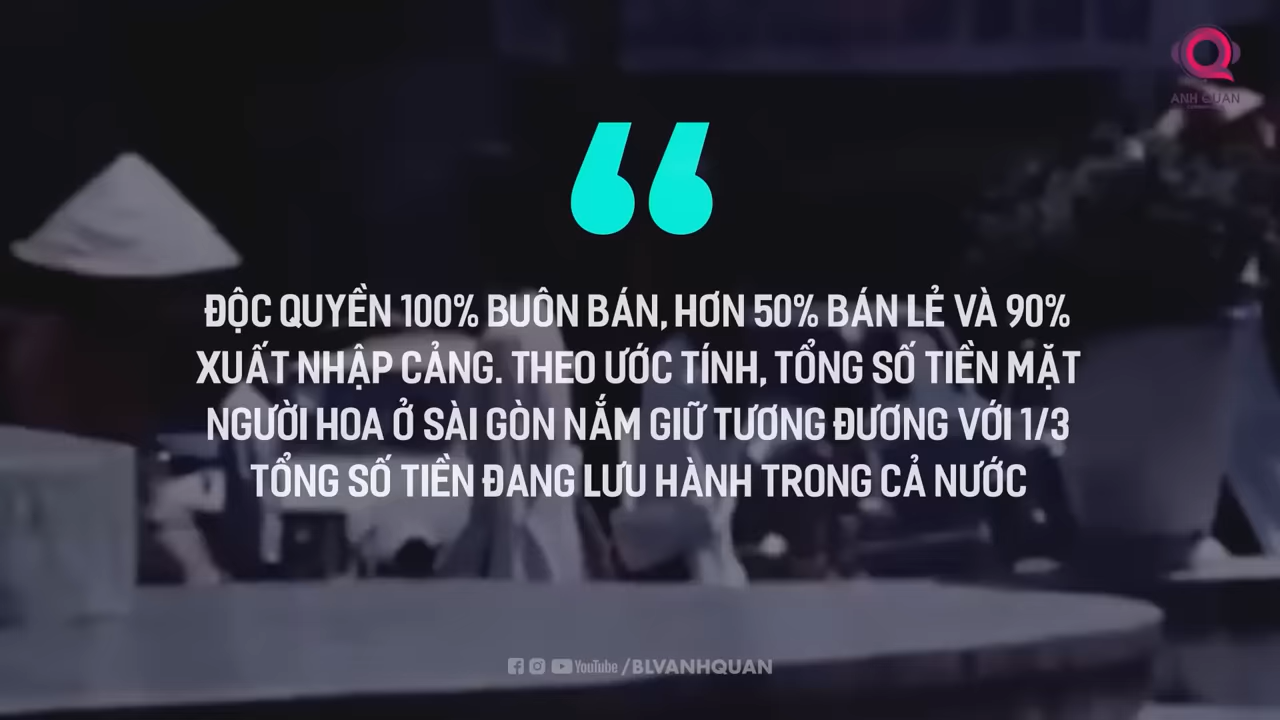 ANH QUAN
ĐỘC QUYỀN 100% BUÔN BÁN, HƠN 50% BÁN LẺ VÀ 90%
XUẤT NHẬP CẢNG. THEO ƯỚC TÍNH, TỔNG SỐ TIỀN MẶT
NGƯỜI HOA Ở SÀI GÒN NẮM GIỮ TƯƠNG ĐƯƠNG VỚI 1/3
TỔNG SỐ TIỀN ĐANG LƯU HÀNH TRONG CẢ NƯỚC
YouTube /BLVANHQUAN